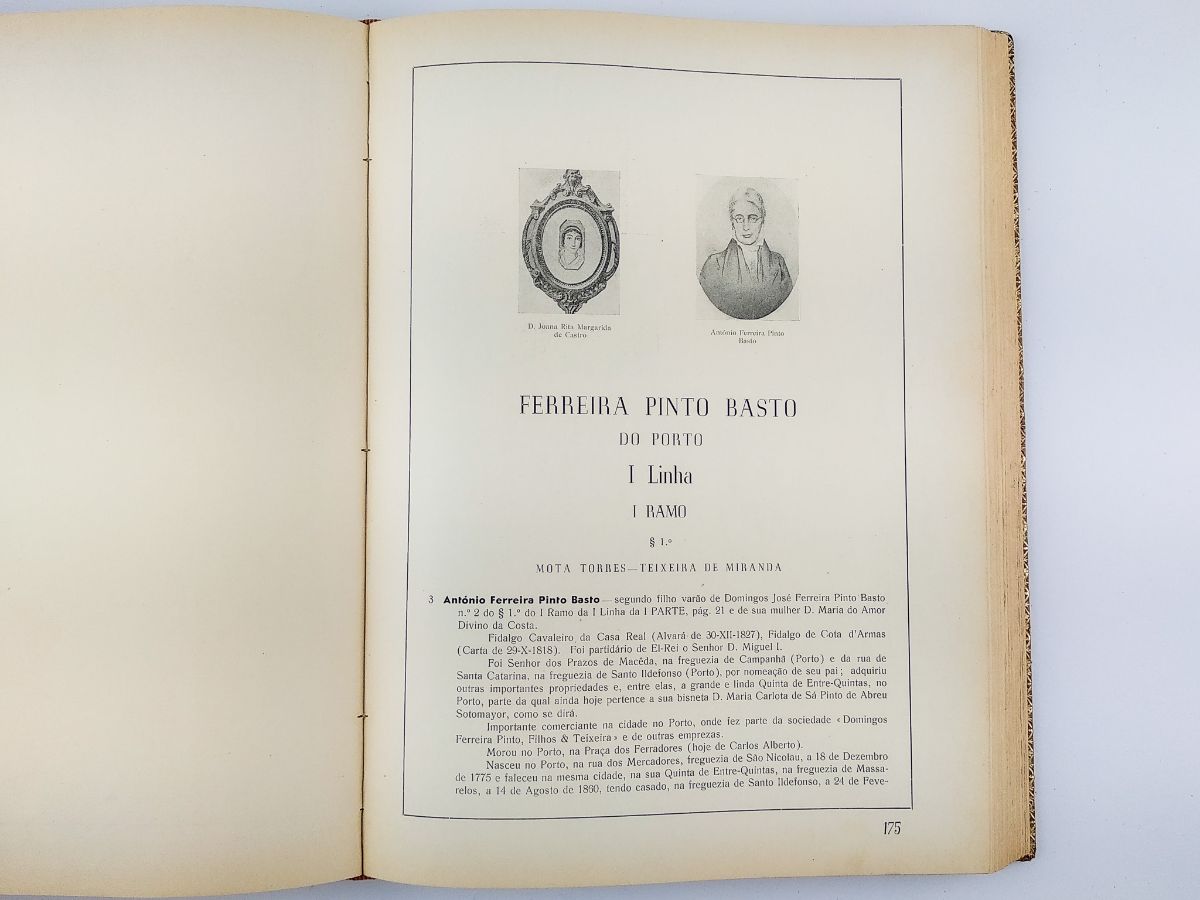 D. Joana Rita Margarida
de Castro
António Ferreira Pinto
Basto
FERREIRA PINTO BASTO
DO PORTO
I Linha
I RAMO
§ 1.º
MOTA TORRES—TEIXEIRA DE MIRANDA
3 António Ferreira Pinto Basto — segundo filho varão de Domingos José Ferreira Pinto Basto
n.º 2 do § 1.º do I Ramo da I Linha da I PARTE, pág. 21 e de sua mulher D. Maria do Amor
Divino da Costa.
Fidalgo Cavaleiro da Casa Real (Alvará de 30-XII-1827), Fidalgo de Cota d'Armas
(Carta de 29-X-1818). Foi partidário de El-Rei o Senhor D. Miguel I.
Foi Senhor dos Prazos de Macêda, na freguezia de Campanhã (Porto) e da rua de
Santa Catarina, na freguezia de Santo Ildefonso (Porto), por nomeação de seu pai; adquiriu
outras importantes propriedades e, entre elas, a grande e linda Quinta de Entre-Quintas, no
Porto, parte da qual ainda hoje pertence a sua bisneta D. Maria Carlota de Sá Pinto de Abreu
Sotomayor, como se dirá.
Importante comerciante na cidade no Porto, onde fez parte da sociedade «Domingos
Ferreira Pinto, Filhos & Teixeira» e de outras emprezas.
Morou no Porto, na Praça dos Ferradores (hoje de Carlos Alberto).
Nasceu no Porto, na rua dos Mercadores, freguezia de São Nicolau, a 18 de Dezembro
de 1775 e faleceu na mesma cidade, na sua Quinta de Entre-Quintas, na freguezia de Massa-
relos, a 14 de Agosto de 1860, tendo casado, na freguezia de Santo Ildefonso, a 24 de Feve-
175